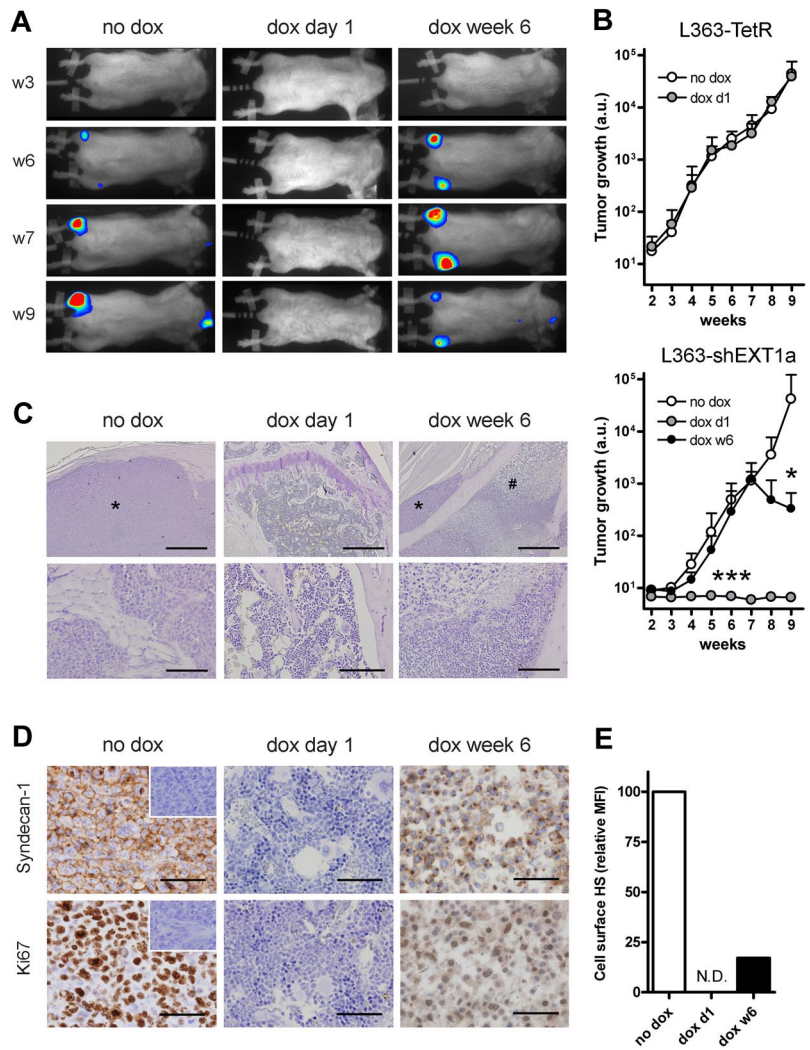 A
no dox
dox day 1
dox week 6
w3
w6
w7
w9
B
L363-TetR
no dox
dox d1
Tumor growth (a.u.)
10⁵
10⁴
10³
10²
10¹
2 3 4 5 6 7 8 9
weeks
L363-shEXT1a
no dox
dox d1
dox w6
Tumor growth (a.u.)
10⁵
10⁴
10³
10²
10¹
*
***
2 3 4 5 6 7 8 9
weeks
C
no dox
dox day 1
dox week 6
*
*
#
D
no dox
dox day 1
dox week 6
Syndecan-1
Ki67
E
Cell surface HS (relative MFI)
100
75
50
25
0
N.D.
no dox
dox d1
dox w6